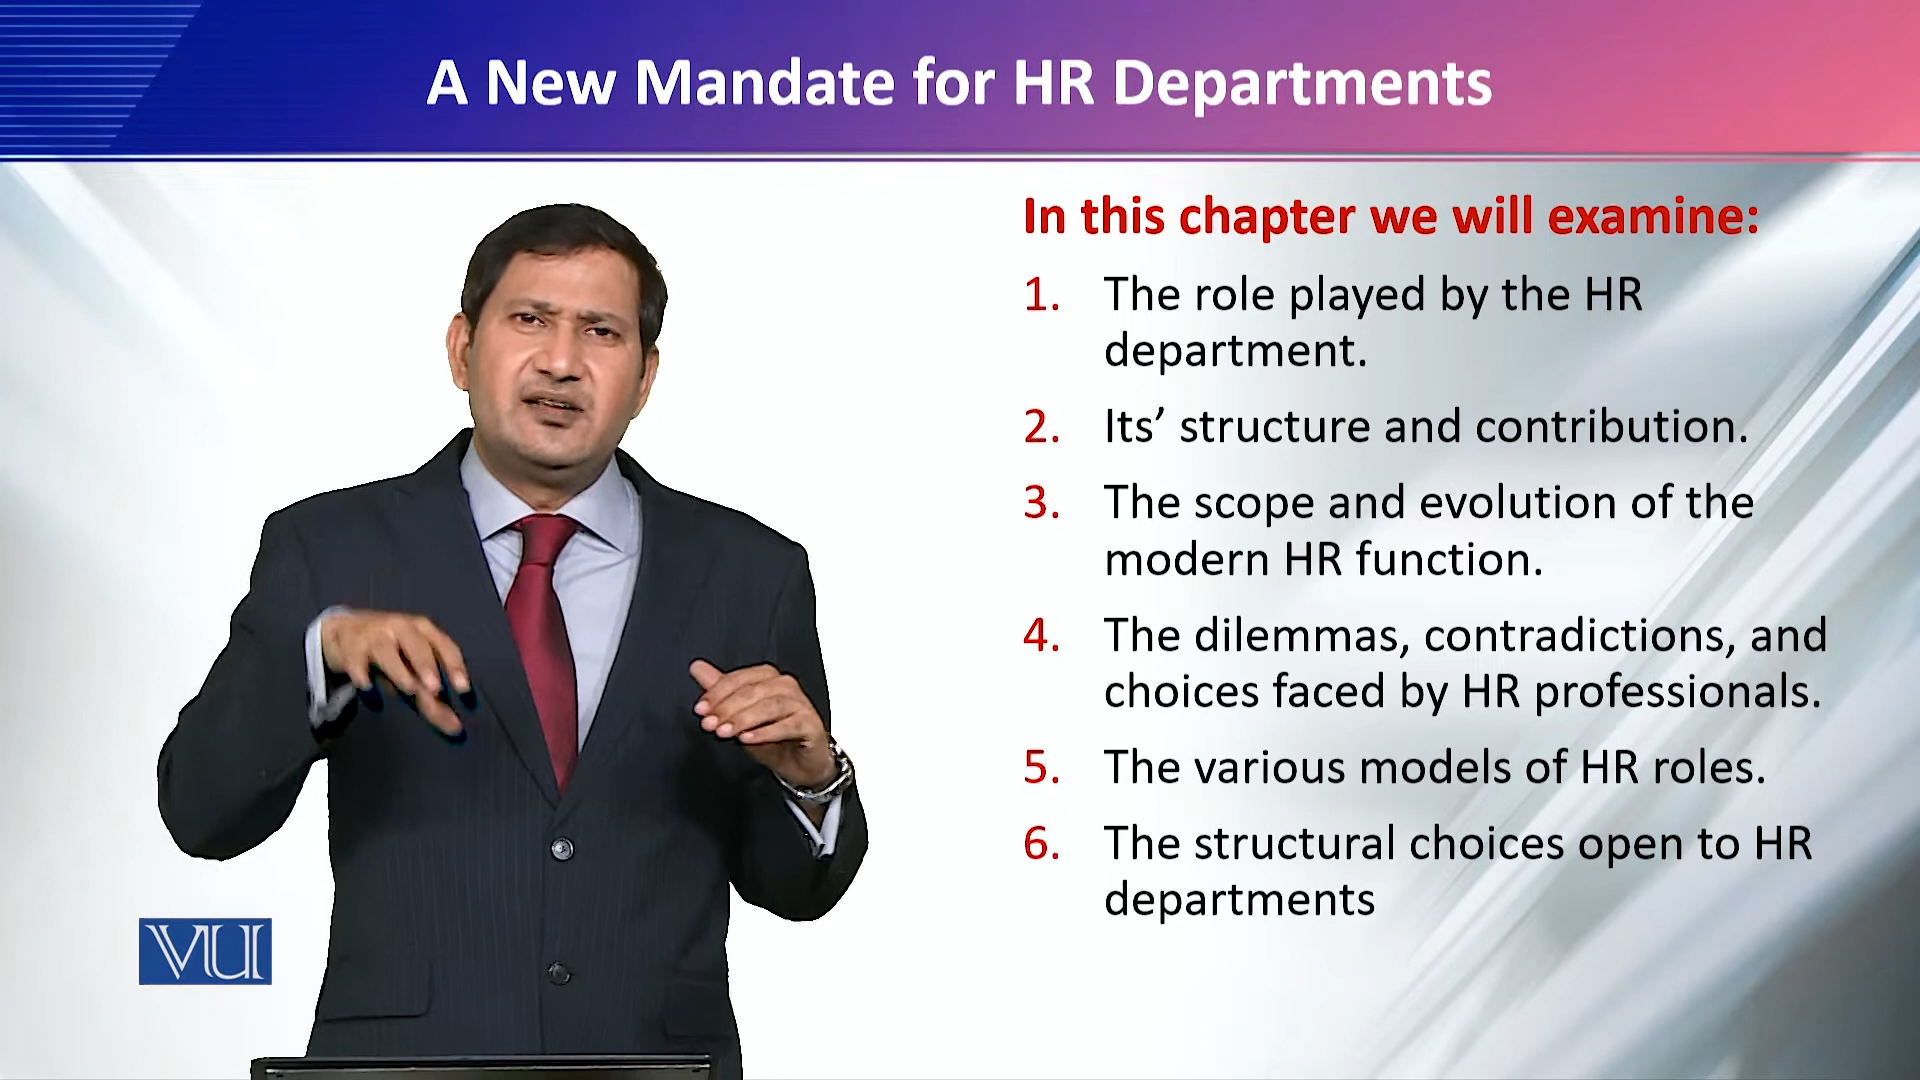 A New Mandate for HR Departments
In this chapter we will examine:
1. The role played by the HR
department.
2. Its’ structure and contribution.
3. The scope and evolution of the
modern HR function.
4. The dilemmas, contradictions, and
choices faced by HR professionals.
5. The various models of HR roles.
6. The structural choices open to HR
departments
VU